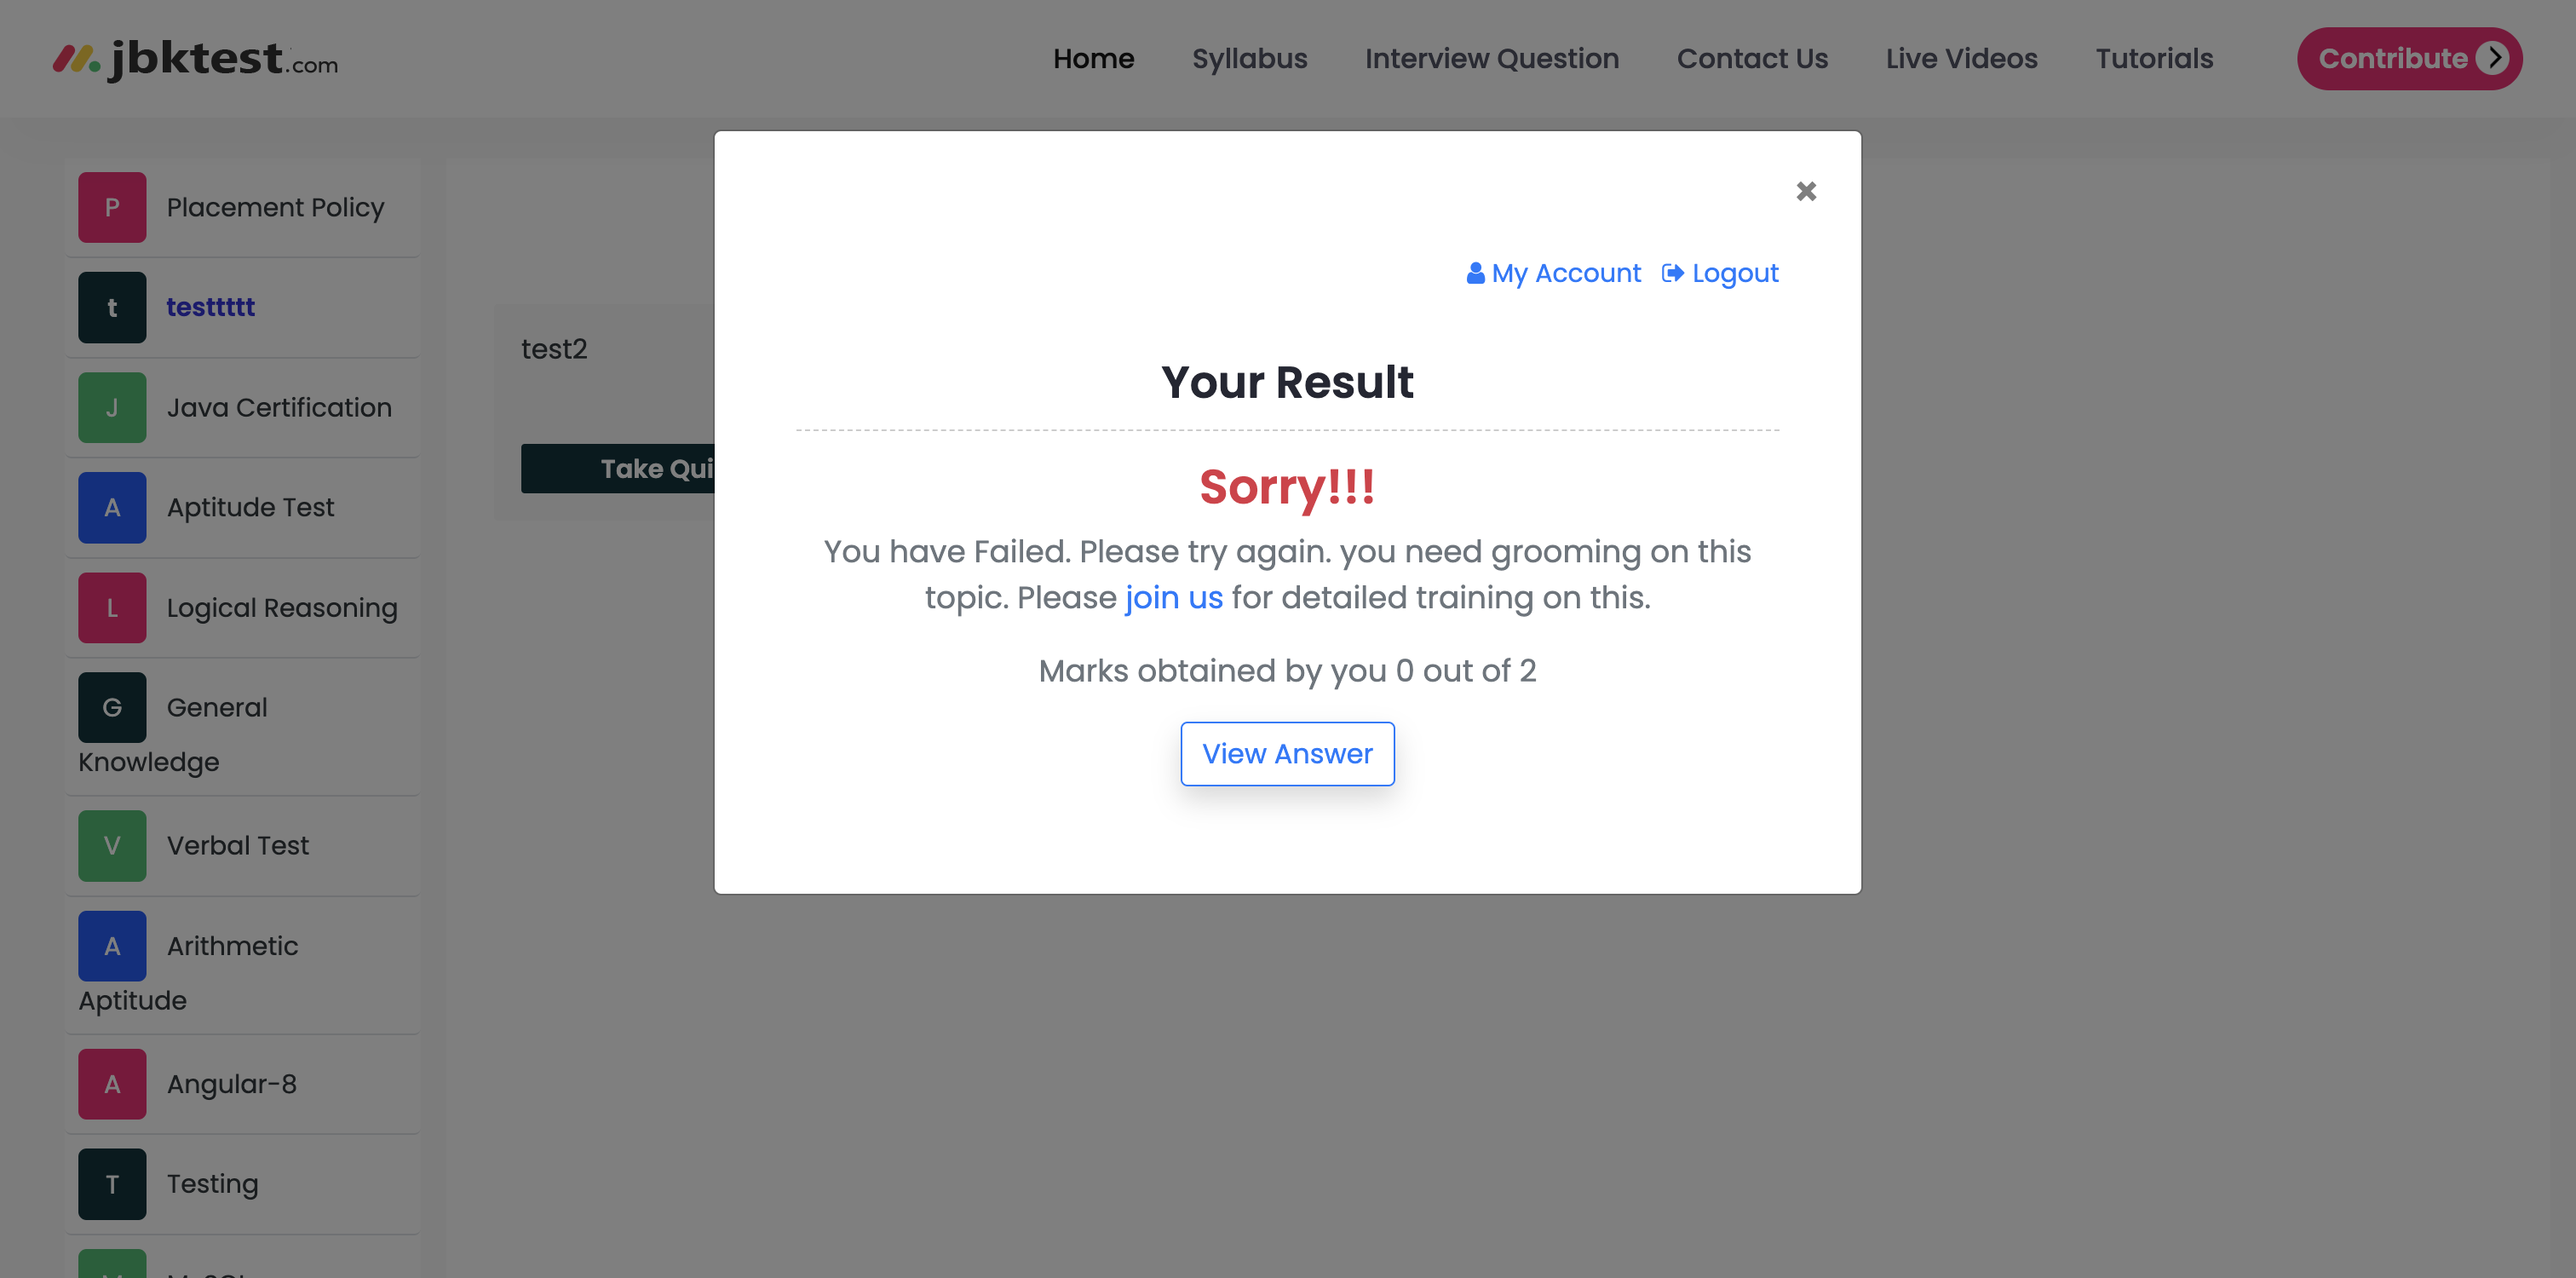 jbktest.com
Home Syllabus Interview Question Contact Us Live Videos Tutorials Contribute
P Placement Policy
t testtttt
J Java Certification
A Aptitude Test
L Logical Reasoning
G General
Knowledge
V Verbal Test
A Arithmetic
Aptitude
A Angular-8
T Testing
test2
Take Qui
×
My Account Logout
Your Result
Sorry!!!
You have Failed. Please try again. you need grooming on this
topic. Please join us for detailed training on this.
Marks obtained by you 0 out of 2
View Answer